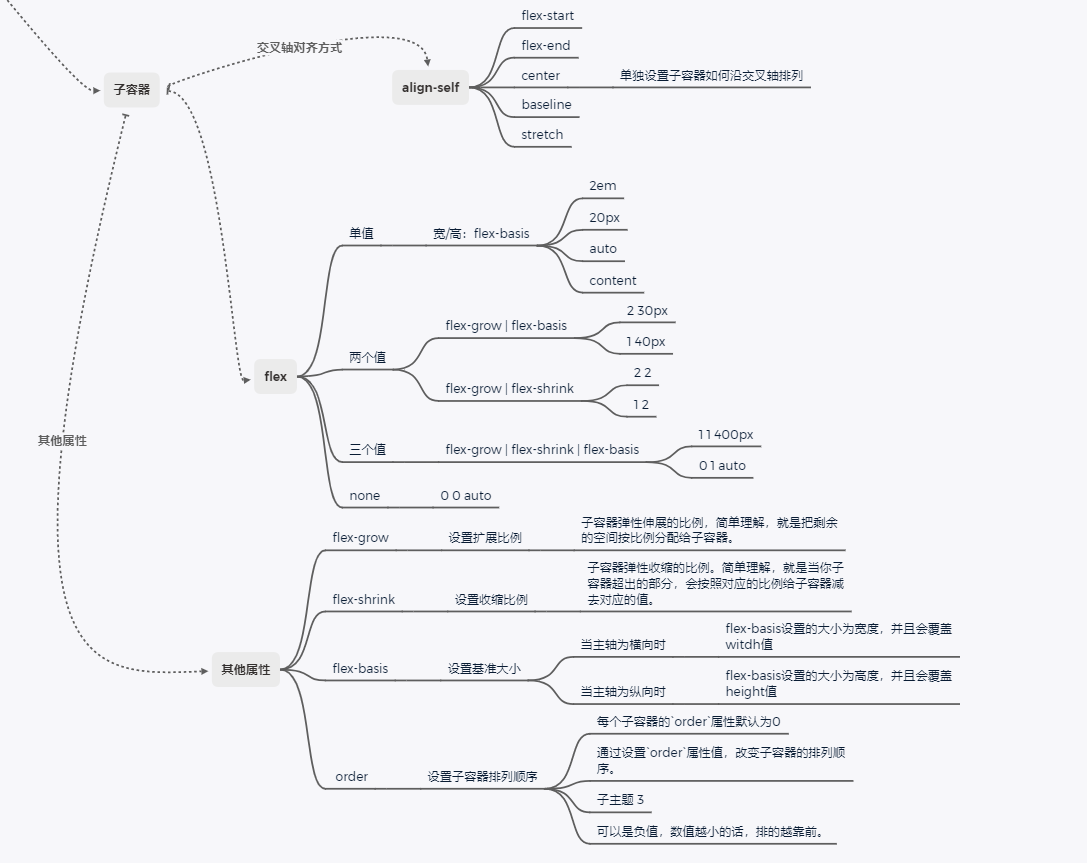 子容器
交叉轴对齐方式
align-self
flex-start
flex-end
center
单独设置子容器如何沿交叉轴排列
baseline
stretch
flex
单值
宽/高：flex-basis
2em
20px
auto
content
两个值
flex-grow | flex-basis
2 30px
1 40px
flex-grow | flex-shrink
2 2
1 2
三个值
flex-grow | flex-shrink | flex-basis
1 1 400px
0 1 auto
none
0 0 auto
其他属性
其他属性
flex-grow
设置扩展比例
子容器弹性伸展的比例，简单理解，就是把剩余
的空间按比例分配给子容器。
flex-shrink
设置收缩比例
子容器弹性收缩的比例。简单理解，就是当你子
容器超出的部分，会按照对应的比例给子容器减
去对应的值。
flex-basis
设置基准大小
当主轴为横向时
flex-basis设置的大小为宽度，并且会覆盖
witdh值
当主轴为纵向时
flex-basis设置的大小为高度，并且会覆盖
height值
order
设置子容器排列顺序
每个子容器的`order`属性默认为0
通过设置`order`属性值，改变子容器的排列顺
序。
子主题 3
可以是负值，数值越小的话，排的越靠前。